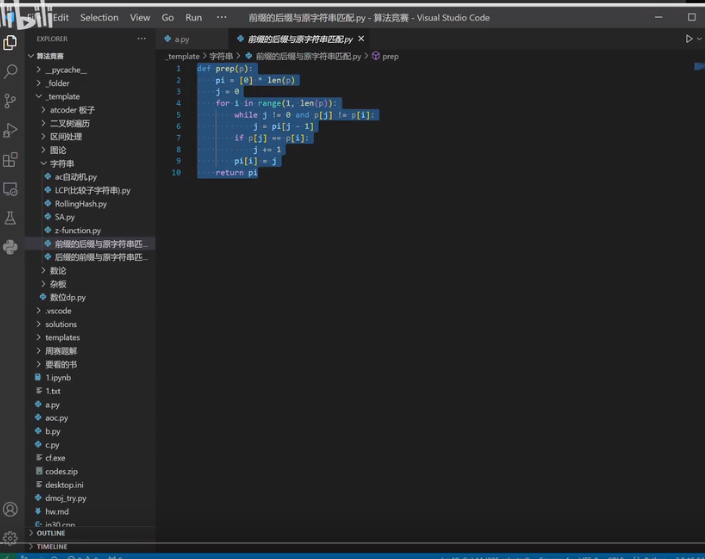 Edit Selection View Go Run ··· 前缀的后缀与原字符串匹配.py - 算法竞赛 - Visual Studio Code
EXPLORER ···
a.py
前缀的后缀与原字符串匹配.py
_template > 字符串 > 前缀的后缀与原字符串匹配.py > prep
算法竞赛
__pycache__
_folder
_template
atcoder 板子
二叉树遍历
区间处理
图论
字符串
ac自动机.py
LCP(比较子字符串).py
RollingHash.py
SA.py
z-function.py
前缀的后缀与原字符串匹...
后缀的前缀与原字符串匹...
数论
杂板
数位dp.py
.vscode
solutions
templates
周赛题解
要看的书
1.ipynb
1.txt
a.py
aoc.py
b.py
c.py
cf.exe
codes.zip
desktop.ini
dmoj_try.py
hw.md
OUTLINE
TIMELINE
1 def prep(p):
2 pi = [0] * len(p)
3 j = 0
4 for i in range(1, len(p)):
5 while j != 0 and p[j] != p[i]:
6 j = pi[j - 1]
7 if p[j] == p[i]:
8 j += 1
9 pi[i] = j
10 return pi